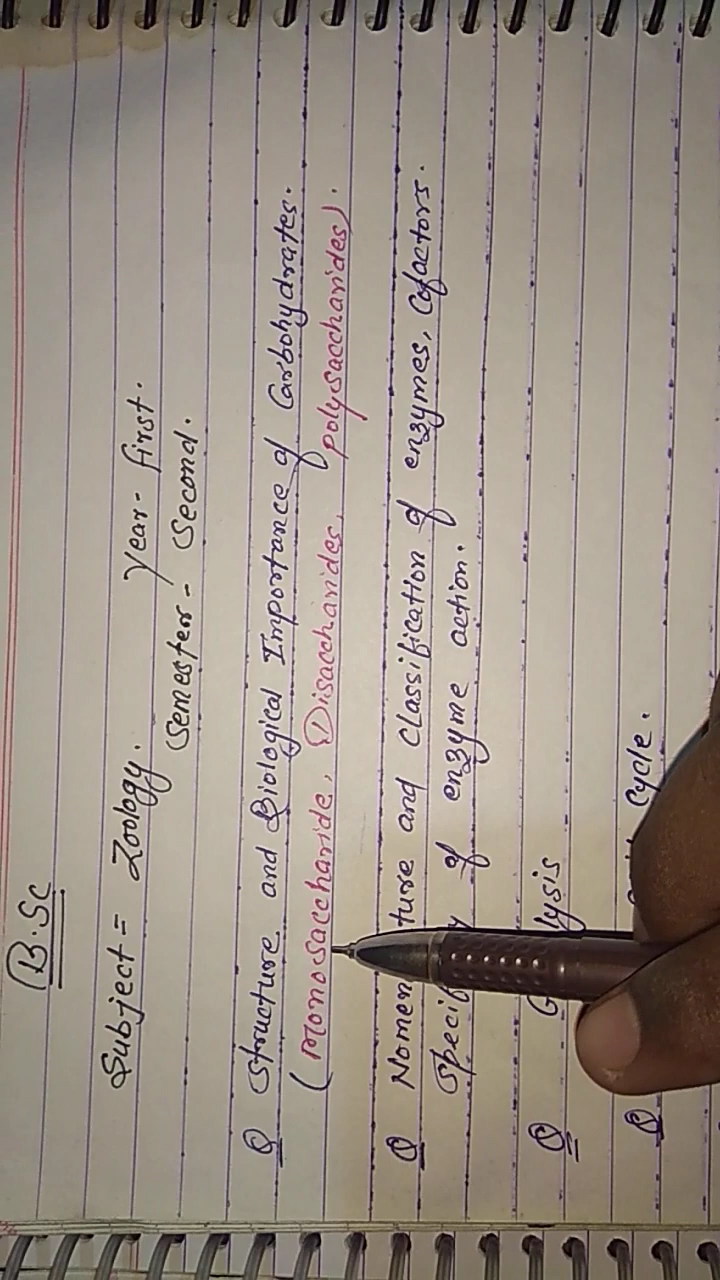 B.Sc
Subject = Zoology. Year - first.
Semester - Second.
Q Structure and Biological Importance of Carbohydrates.
(Monosaccharide, Disaccharides, polysaccharides).
Q Nomen ture and classification of enzymes, Cofactors.
Specif y of enzyme action.
Q G lysis
Q Cycle.